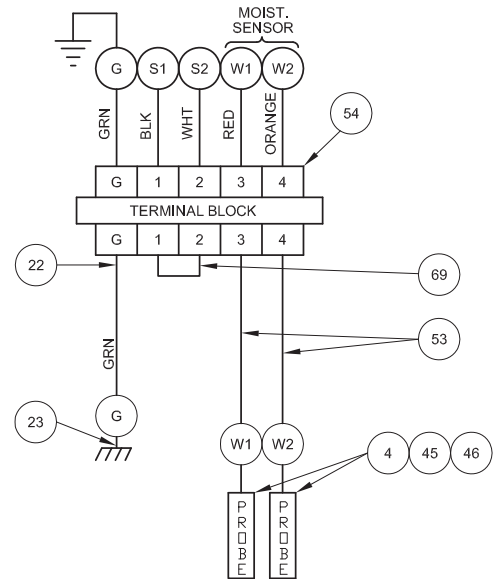 MOIST.
SENSOR
G S1 S2 W1 W2
GRN BLK WHT RED ORANGE
54
G 1 2 3 4
TERMINAL BLOCK
G 1 2 3 4
22
69
53
GRN
G
23
W1 W2
4 45 46
PROBE PROBE